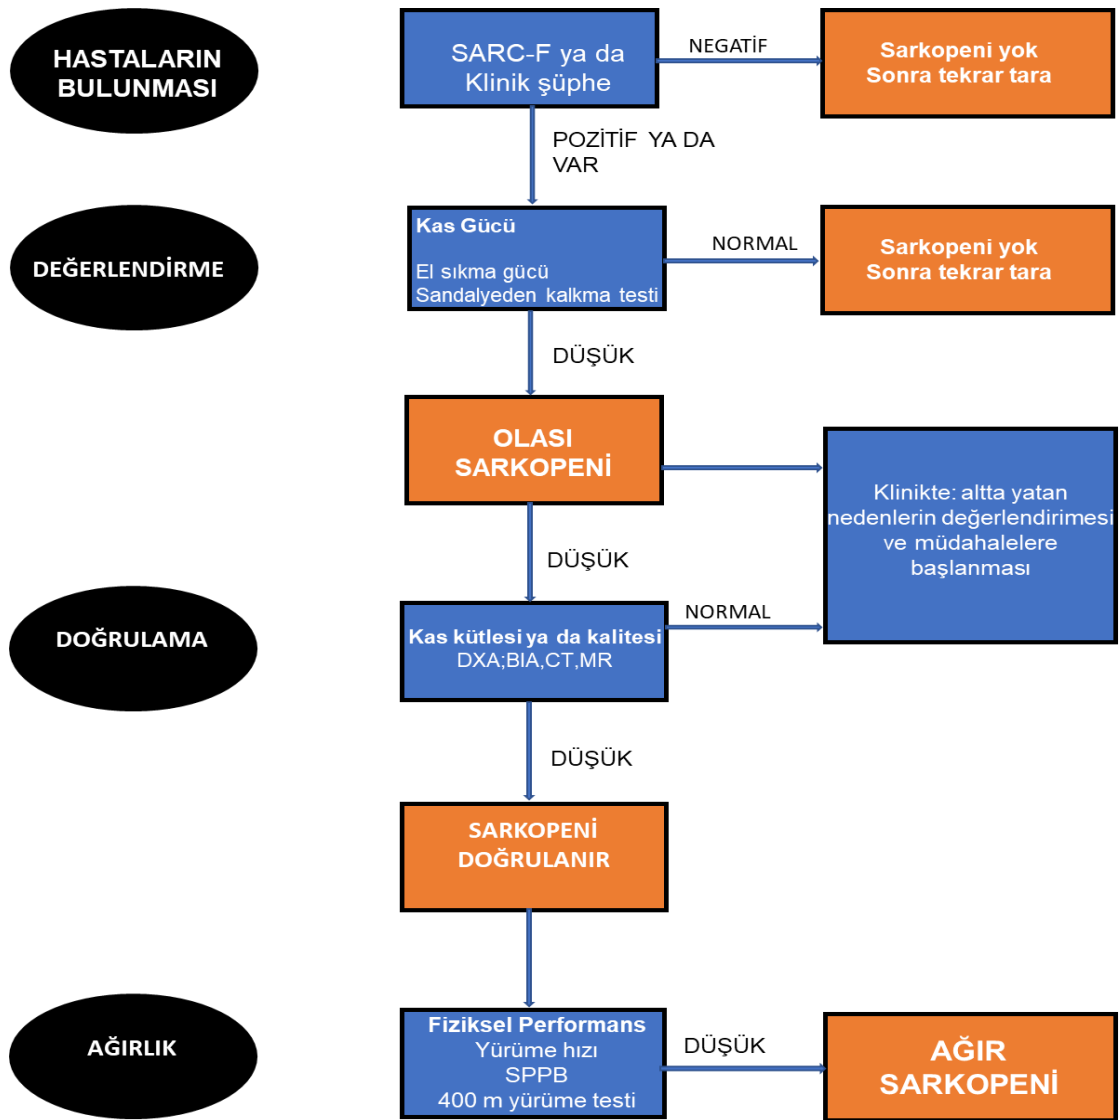 HASTALARIN
BULUNMASI
SARC-F ya da
Klinik şüphe
NEGATİF
Sarkopeni yok
Sonra tekrar tara
POZİTİF YA DA
VAR
DEĞERLENDİRME
Kas Gücü
El sıkma gücü
Sandalyeden kalkma testi
NORMAL
Sarkopeni yok
Sonra tekrar tara
DÜŞÜK
OLASI
SARKOPENİ
Klinikte: altta yatan
nedenlerin değerlendirimesi
ve müdahalelere
başlanması
DÜŞÜK
DOĞRULAMA
Kas kütlesi ya da kalitesi
DXA;BIA,CT,MR
NORMAL
DÜŞÜK
SARKOPENİ
DOĞRULANIR
AĞIRLIK
Fiziksel Performans
Yürüme hızı
SPPB
400 m yürüme testi
DÜŞÜK
AĞIR
SARKOPENİ